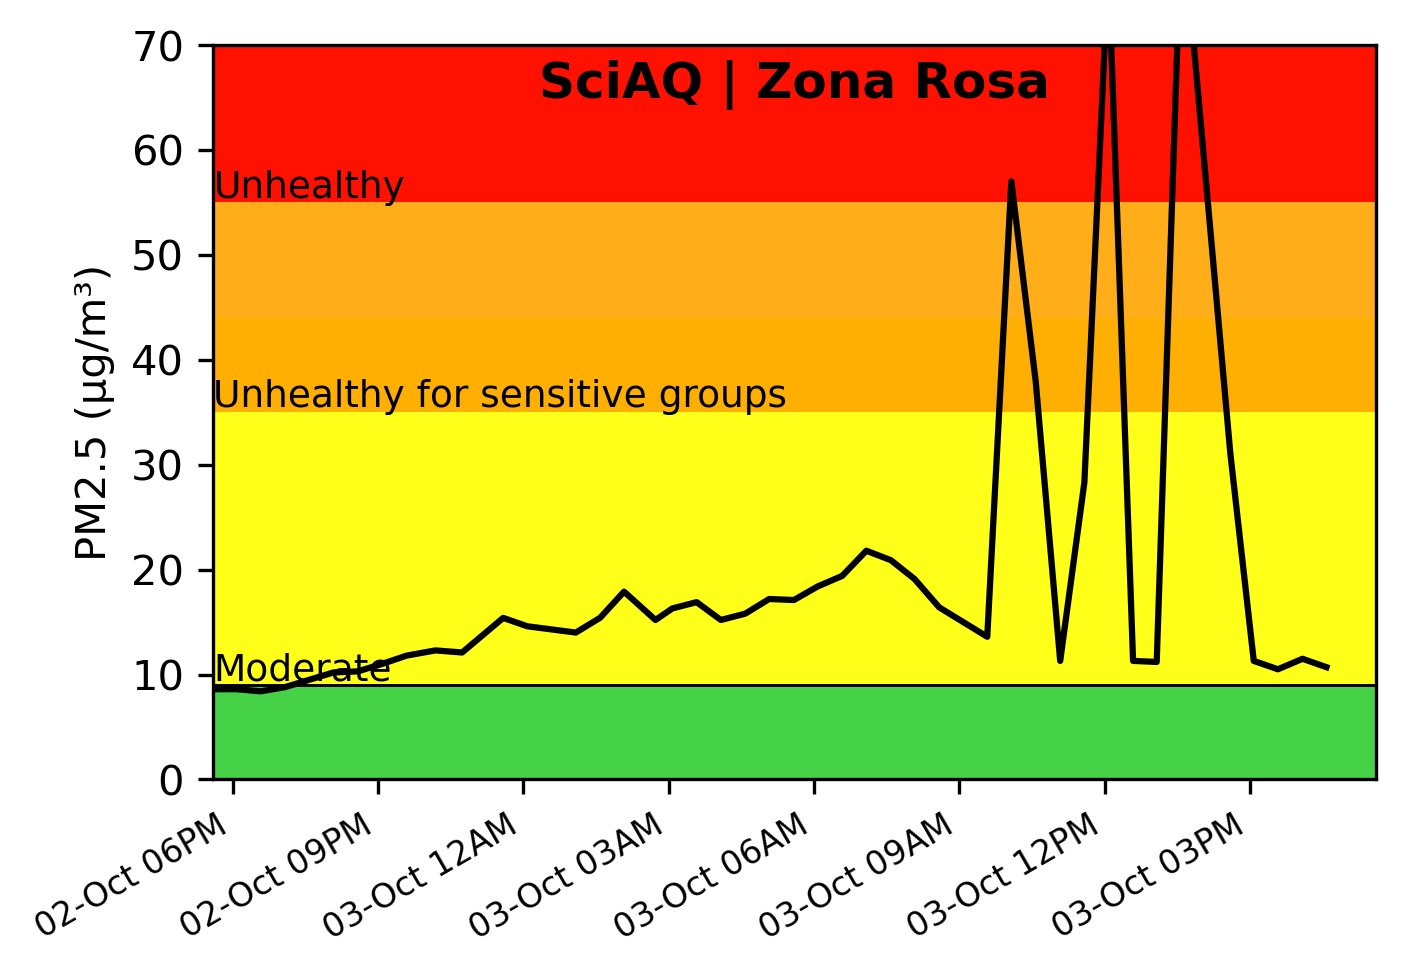 SciAQ | Zona Rosa
PM2.5 (µg/m³)
70
60
50
40
30
20
10
0
Unhealthy
Unhealthy for sensitive groups
Moderate
02-Oct 06PM
02-Oct 09PM
03-Oct 12AM
03-Oct 03AM
03-Oct 06AM
03-Oct 09AM
03-Oct 12PM
03-Oct 03PM